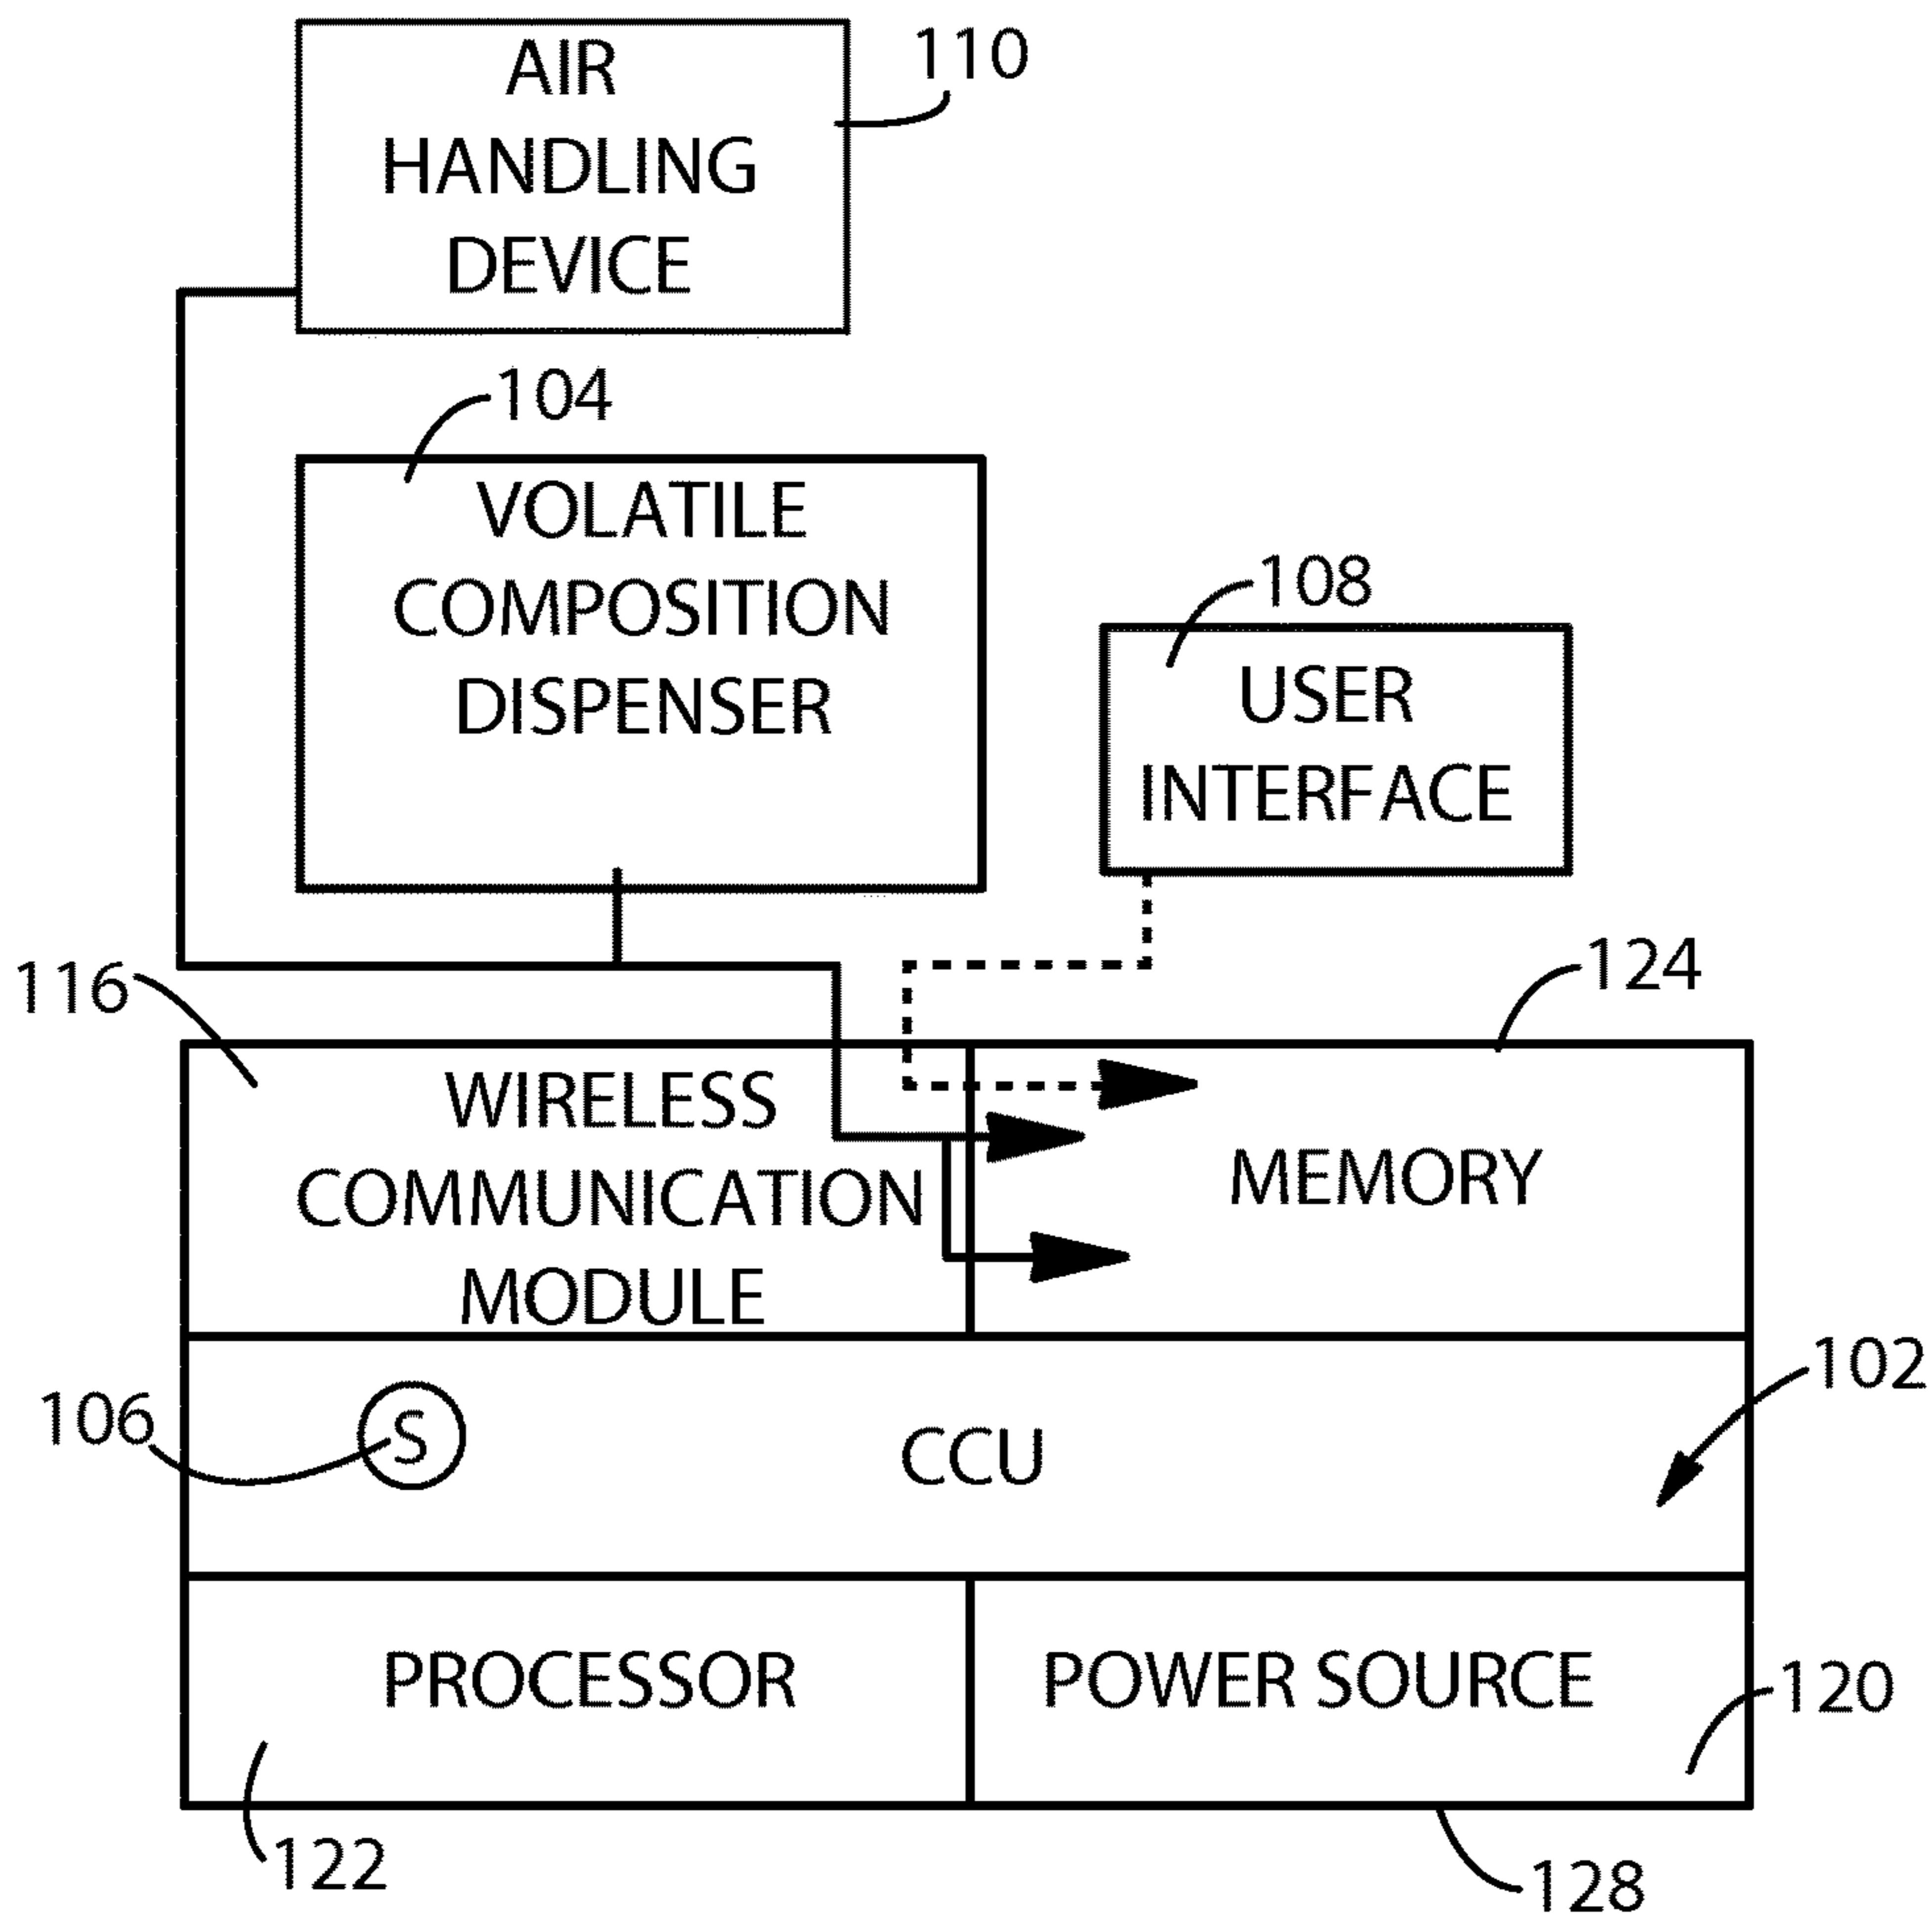 AIR
HANDLING
DEVICE
110
104
VOLATILE
COMPOSITION
DISPENSER
108
USER
INTERFACE
116
124
WIRELESS
COMMUNICATION
MODULE
MEMORY
102
106
S
CCU
PROCESSOR
POWER SOURCE
120
122
128